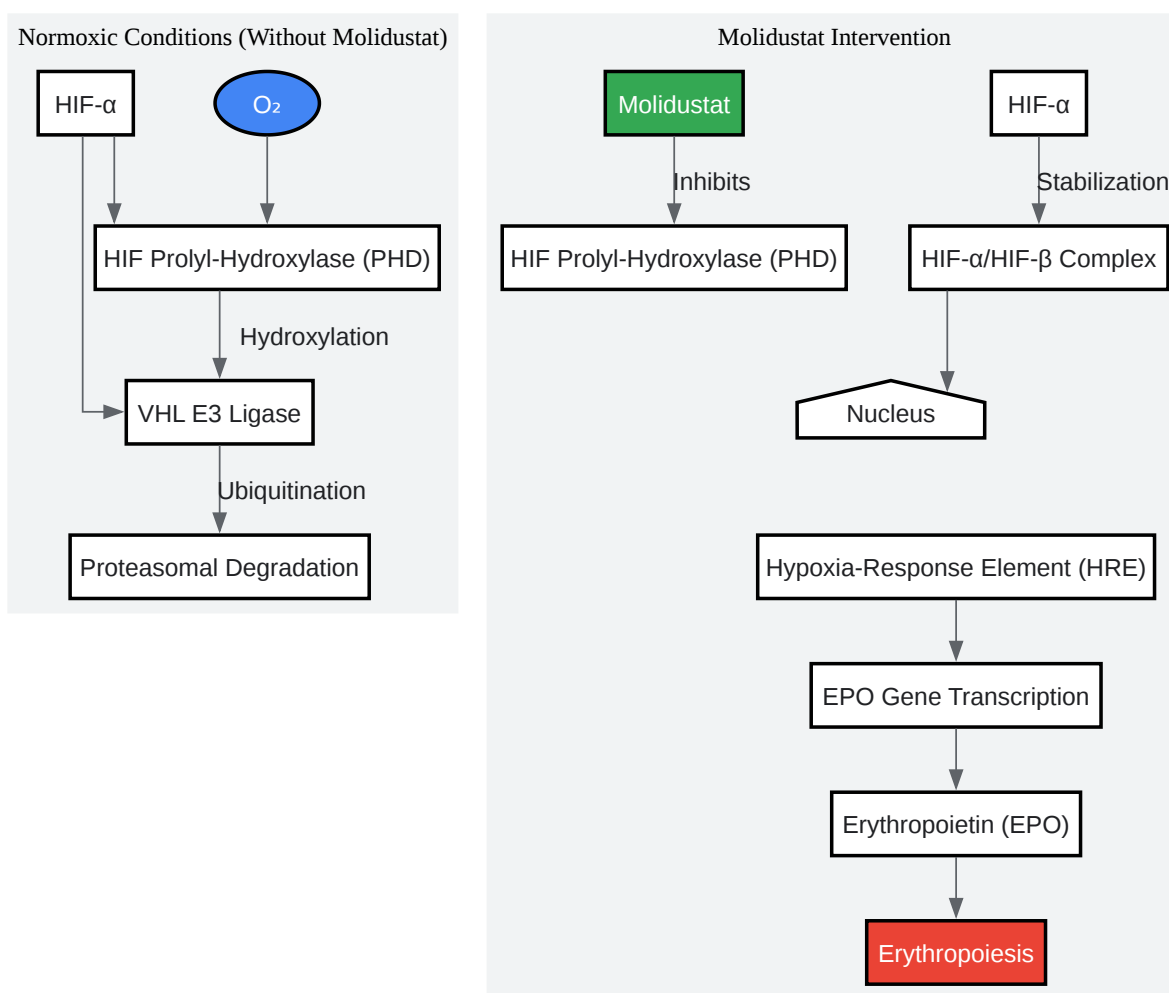 Normoxic Conditions (Without Molidustat)
HIF-α
O₂
HIF Prolyl-Hydroxylase (PHD)
Hydroxylation
VHL E3 Ligase
Ubiquitination
Proteasomal Degradation
Molidustat Intervention
Molidustat
HIF-α
Inhibits
Stabilization
HIF Prolyl-Hydroxylase (PHD)
HIF-α/HIF-β Complex
Nucleus
Hypoxia-Response Element (HRE)
EPO Gene Transcription
Erythropoietin (EPO)
Erythropoiesis